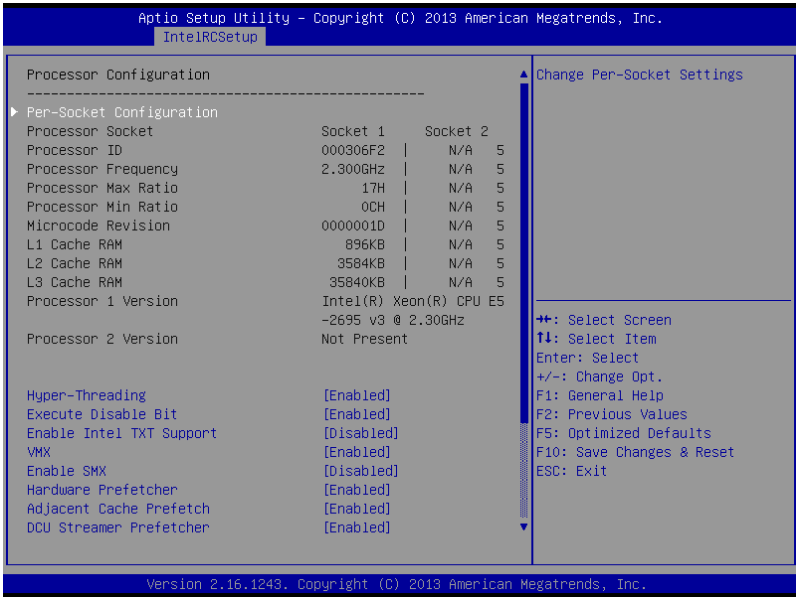 Aptio Setup Utility – Copyright (C) 2013 American Megatrends, Inc.
IntelRCSetup
Processor Configuration
--------------------------------------------------
Per-Socket Configuration
Processor Socket Socket 1 Socket 2
Processor ID 000306F2 | N/A 5
Processor Frequency 2.300GHz | N/A 5
Processor Max Ratio 17H | N/A 5
Processor Min Ratio 0CH | N/A 5
Microcode Revision 0000001D | N/A 5
L1 Cache RAM 896KB | N/A 5
L2 Cache RAM 3584KB | N/A 5
L3 Cache RAM 35840KB | N/A 5
Processor 1 Version Intel(R) Xeon(R) CPU E5
-2695 v3 @ 2.30GHz
Processor 2 Version Not Present
Hyper-Threading [Enabled]
Execute Disable Bit [Enabled]
Enable Intel TXT Support [Disabled]
VMX [Enabled]
Enable SMX [Disabled]
Hardware Prefetcher [Enabled]
Adjacent Cache Prefetch [Enabled]
DCU Streamer Prefetcher [Enabled]
Change Per-Socket Settings
→←: Select Screen
↑↓: Select Item
Enter: Select
+/-: Change Opt.
F1: General Help
F2: Previous Values
F5: Optimized Defaults
F10: Save Changes & Reset
ESC: Exit
Version 2.16.1243. Copyright (C) 2013 American Megatrends, Inc.